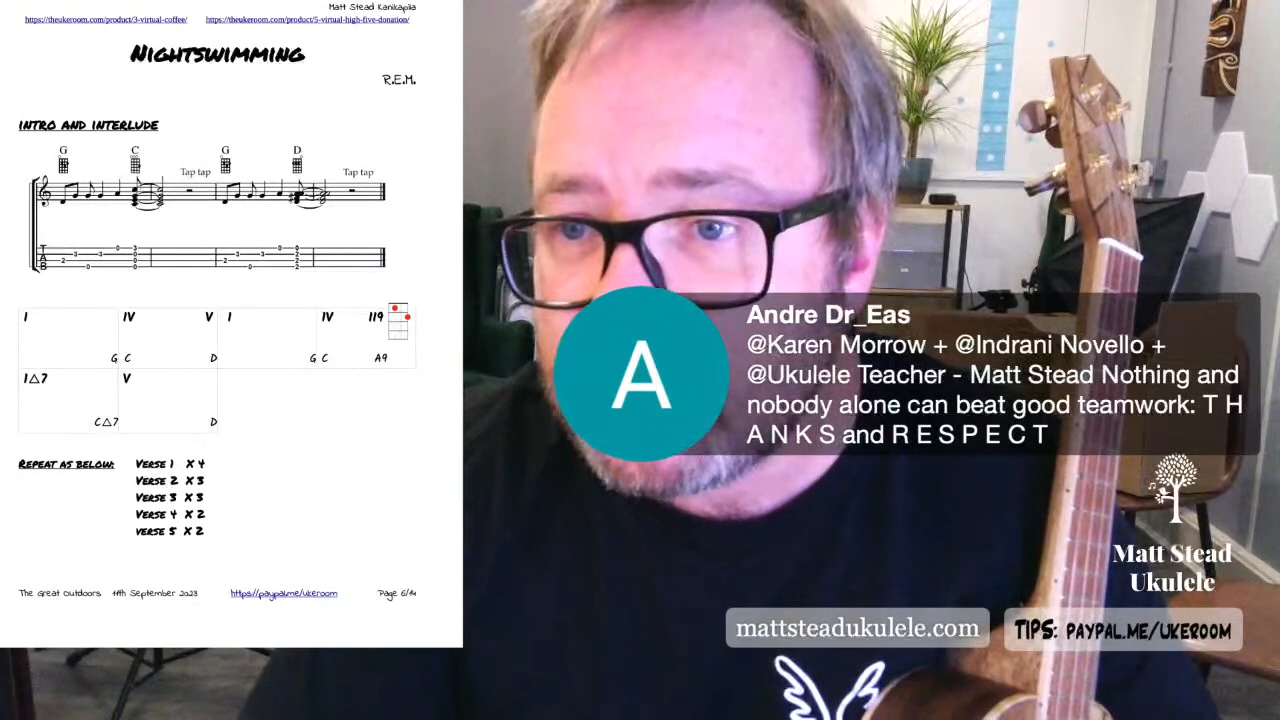 Matt Stead Kanikapila
https://theukeroom.com/product/3-virtual-coffee/ https://theukeroom.com/product/5-virtual-high-five-donation/
Nightswimming
R.E.M.
INTRO AND INTERLUDE
G C G D
Tap tap Tap tap
I IV V I IV II9
G C D G C A9
I△7 V
C△7 D
REPEAT AS BELOW: VERSE 1 X 4
VERSE 2 X 3
VERSE 3 X 3
VERSE 4 X 2
VERSE 5 X 2
The Great Outdoors September 2023 https://paypal.me/ukeroom Page 6/14
A
Andre Dr_Eas
@Karen Morrow + @Indrani Novello +
@Ukulele Teacher - Matt Stead Nothing and
nobody alone can beat good teamwork: T H
A N K S and R E S P E C T
Matt Stead
Ukulele
mattsteadukulele.com
TIPS: PAYPAL.ME/UKEROOM